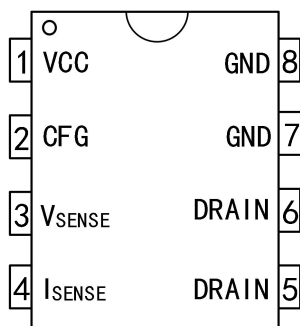 1 VCC GND 8
2 CFG GND 7
3 VSENSE DRAIN 6
4 ISENSE DRAIN 5